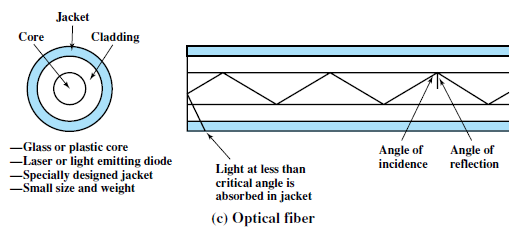 Jacket
Core
Cladding
—Glass or plastic core
—Laser or light emitting diode
—Specially designed jacket
—Small size and weight
Light at less than
critical angle is
absorbed in jacket
Angle of
incidence
Angle of
reflection
(c) Optical fiber